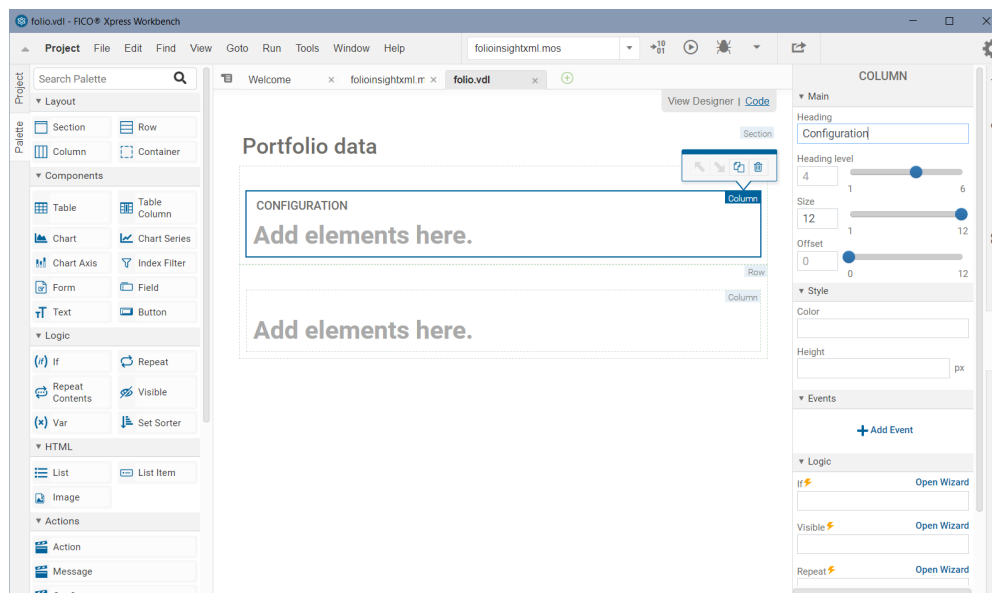 folio.vdl - FICO® Xpress Workbench
Project File Edit Find View Goto Run Tools Window Help
folioinsightxml.mos
Project
Palette
Search Palette
Layout
Section Row
Column Container
Components
Table Table Column
Chart Chart Series
Chart Axis Index Filter
Form Field
Text Button
Logic
If Repeat
Repeat Contents Visible
Var Set Sorter
HTML
List List Item
Image
Actions
Action
Message
Welcome folioinsightxml.m folio.vdl
View Designer | Code
Section
Portfolio data
Column
CONFIGURATION
Add elements here.
Row
Column
Add elements here.
COLUMN
Main
Heading
Configuration
Heading level
4
1 6
Size
12
1 12
Offset
0
0 12
Style
Color
Height
px
Events
Add Event
Logic
If Open Wizard
Visible Open Wizard
Repeat Open Wizard